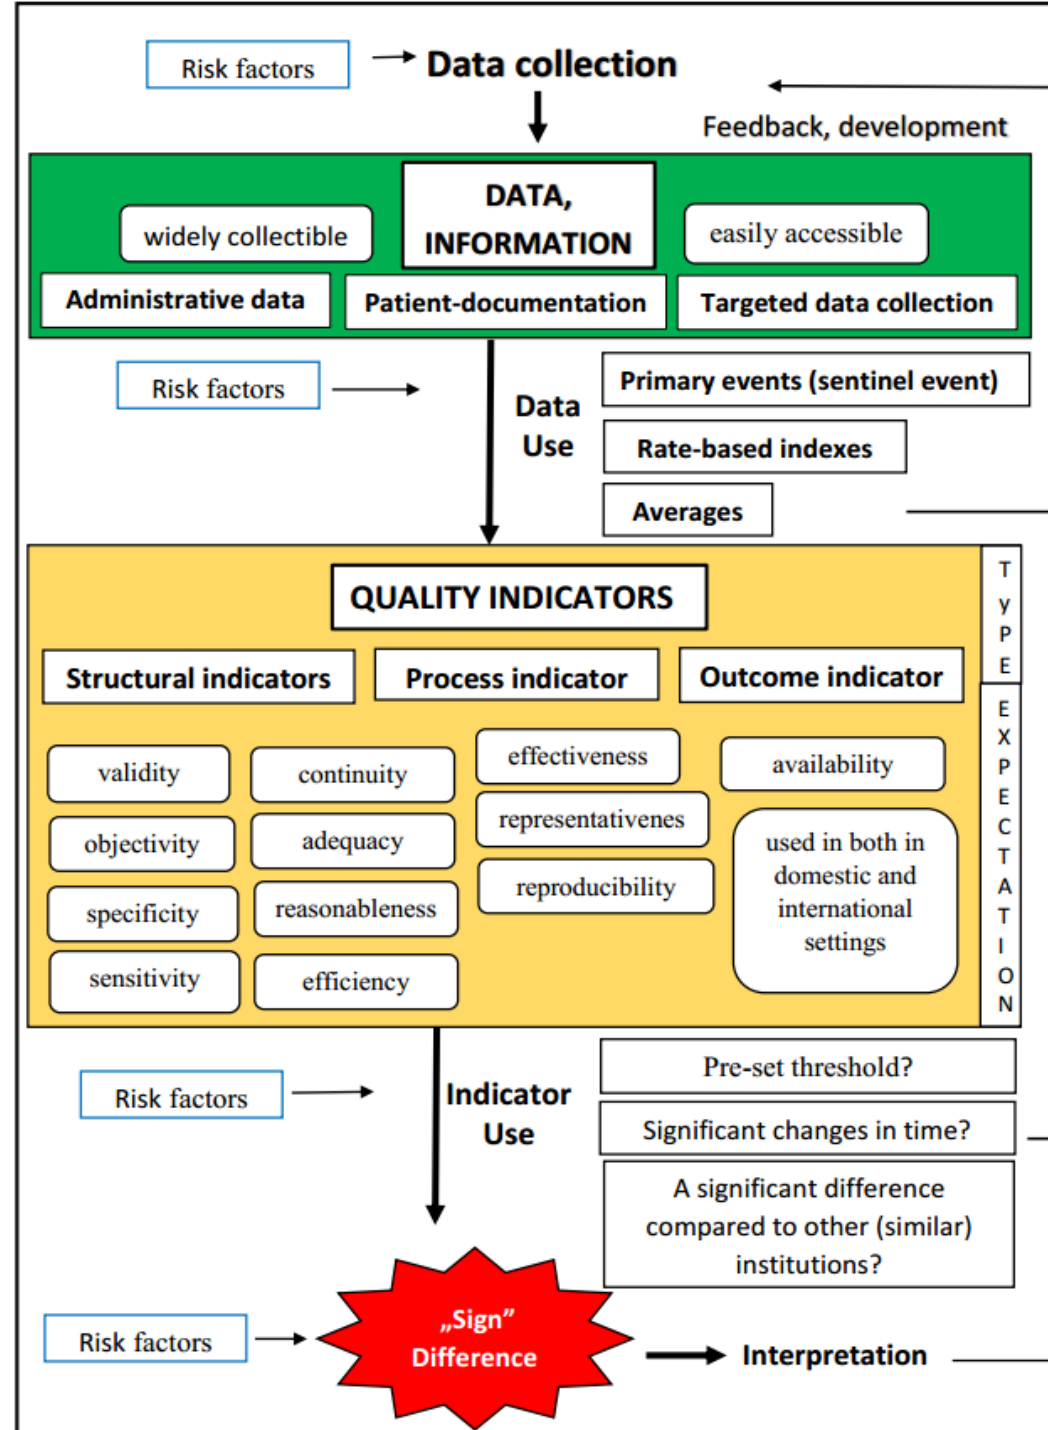 Risk factors
Data collection
Feedback, development
DATA,
INFORMATION
widely collectible
easily accessible
Administrative data
Patient-documentation
Targeted data collection
Risk factors
Data
Use
Primary events (sentinel event)
Rate-based indexes
Averages
QUALITY INDICATORS
TyPE
Structural indicators
Process indicator
Outcome indicator
EXPECTATION
validity
continuity
effectiveness
availability
objectivity
adequacy
representativenes
used in both in
domestic and
international
settings
specificity
reasonableness
reproducibility
sensitivity
efficiency
Risk factors
Indicator
Use
Pre-set threshold?
Significant changes in time?
A significant difference
compared to other (similar)
institutions?
Risk factors
„Sign”
Difference
Interpretation